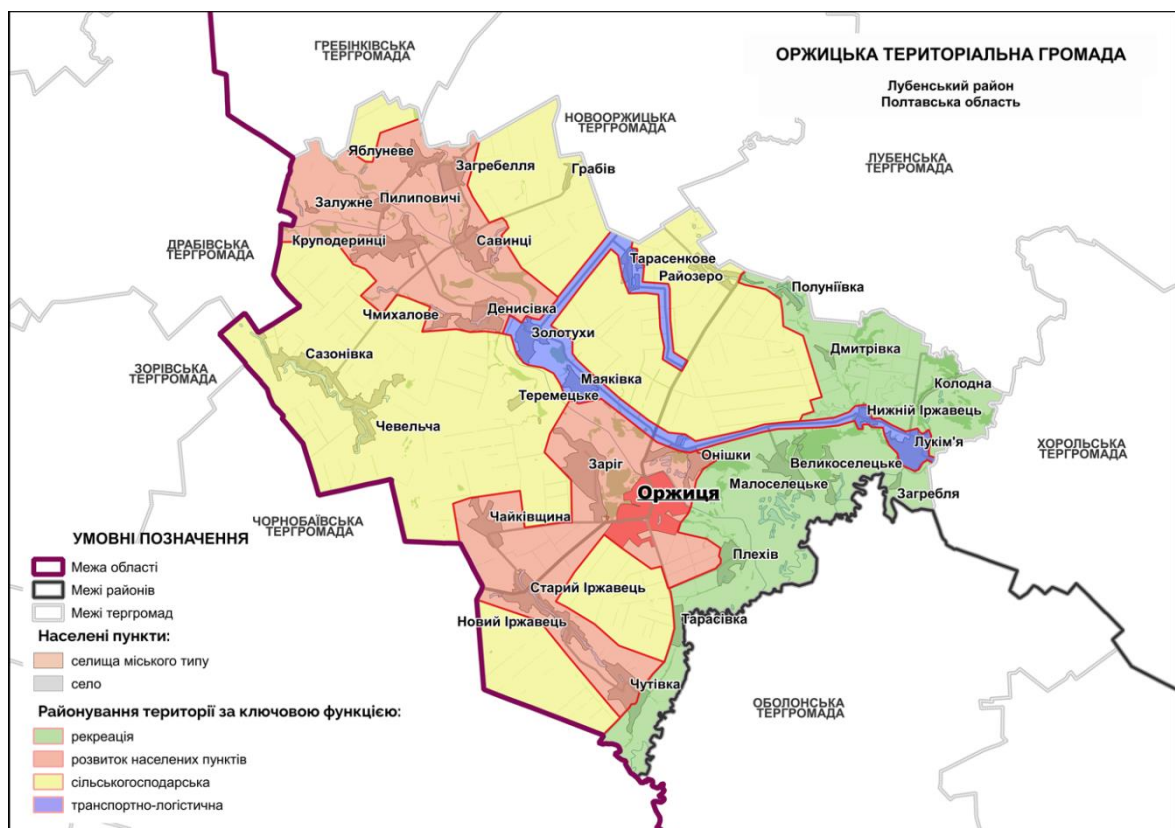 ОРЖИЦЬКА ТЕРИТОРІАЛЬНА ГРОМАДА
Лубенський район
Полтавська область
ГРЕБІНКІВСЬКА
ТЕРГРОМАДА
НОВООРЖИЦЬКА
ТЕРГРОМАДА
ЛУБЕНСЬКА
ТЕРГРОМАДА
ДРАБІВСЬКА
ТЕРГРОМАДА
ЗОРІВСЬКА
ТЕРГРОМАДА
ЧОРНОБАЇВСЬКА
ТЕРГРОМАДА
ХОРОЛЬСЬКА
ТЕРГРОМАДА
ОБОЛОНСЬКА
ТЕРГРОМАДА
Яблуневе
Загребелля
Грабів
Пилиповичі
Залужне
Круподеринці
Савинці
Тарасенкове
Райозеро
Полуніївка
Денисівка
Чмихалове
Золотухи
Дмитрівка
Сазонівка
Маяківка
Колодна
Теремецьке
Нижній Іржавець
Чевельча
Лукім'я
Онішки
Заріг
Великоселецьке
Малоселецьке
Оржиця
Загребля
Чайківщина
Плехів
Старий Іржавець
Новий Іржавець
Тарасівка
Чутівка
УМОВНІ ПОЗНАЧЕННЯ
Межа області
Межі районів
Межі тергромад
Населені пункти:
селища міського типу
село
Районування території за ключовою функцією:
рекреація
розвиток населених пунктів
сільськогосподарська
транспортно-логістична